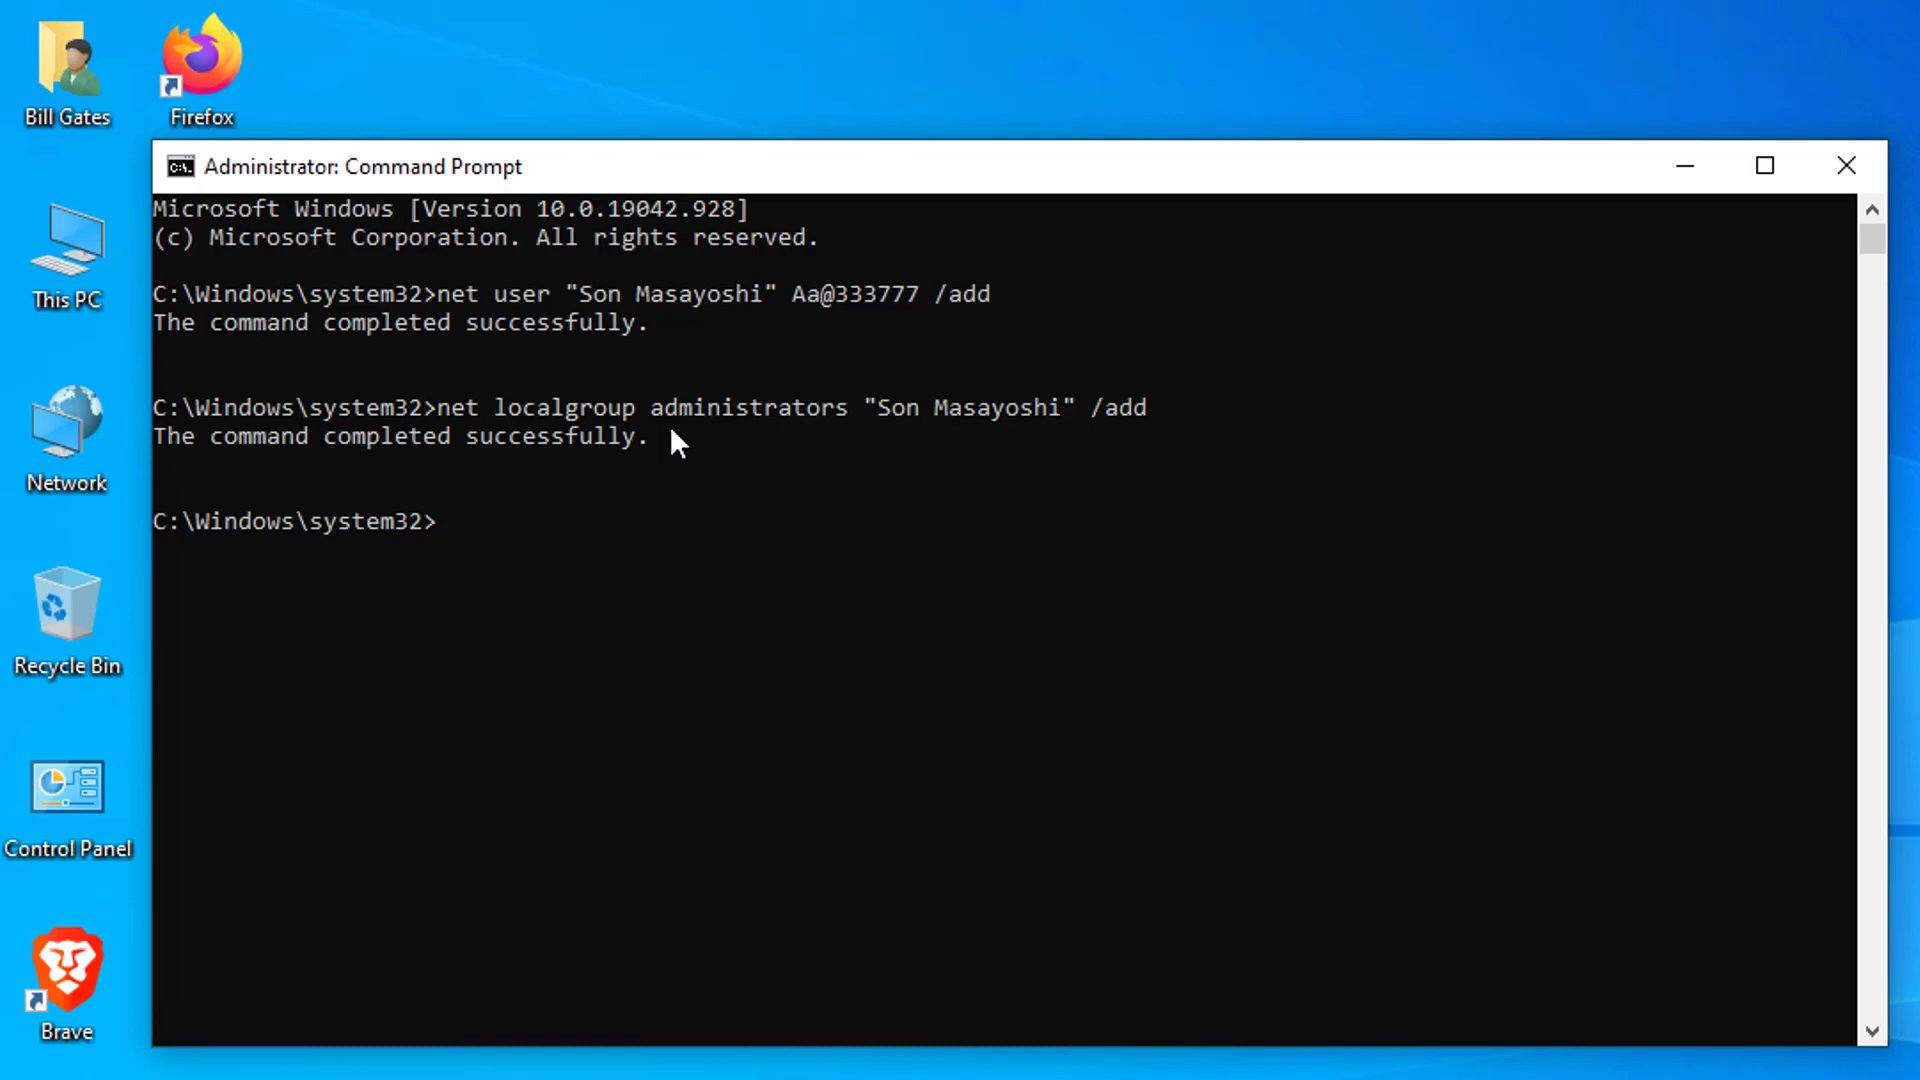 Bill Gates
Firefox
This PC
Network
Recycle Bin
Control Panel
Brave
Administrator: Command Prompt
Microsoft Windows [Version 10.0.19042.928]
(c) Microsoft Corporation. All rights reserved.
C:\Windows\system32>net user "Son Masayoshi" Aa@333777 /add
The command completed successfully.
C:\Windows\system32>net localgroup administrators "Son Masayoshi" /add
The command completed successfully.
C:\Windows\system32>